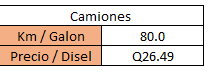 Camiones
Km / Galon 80.0
Precio / Disel Q26.49